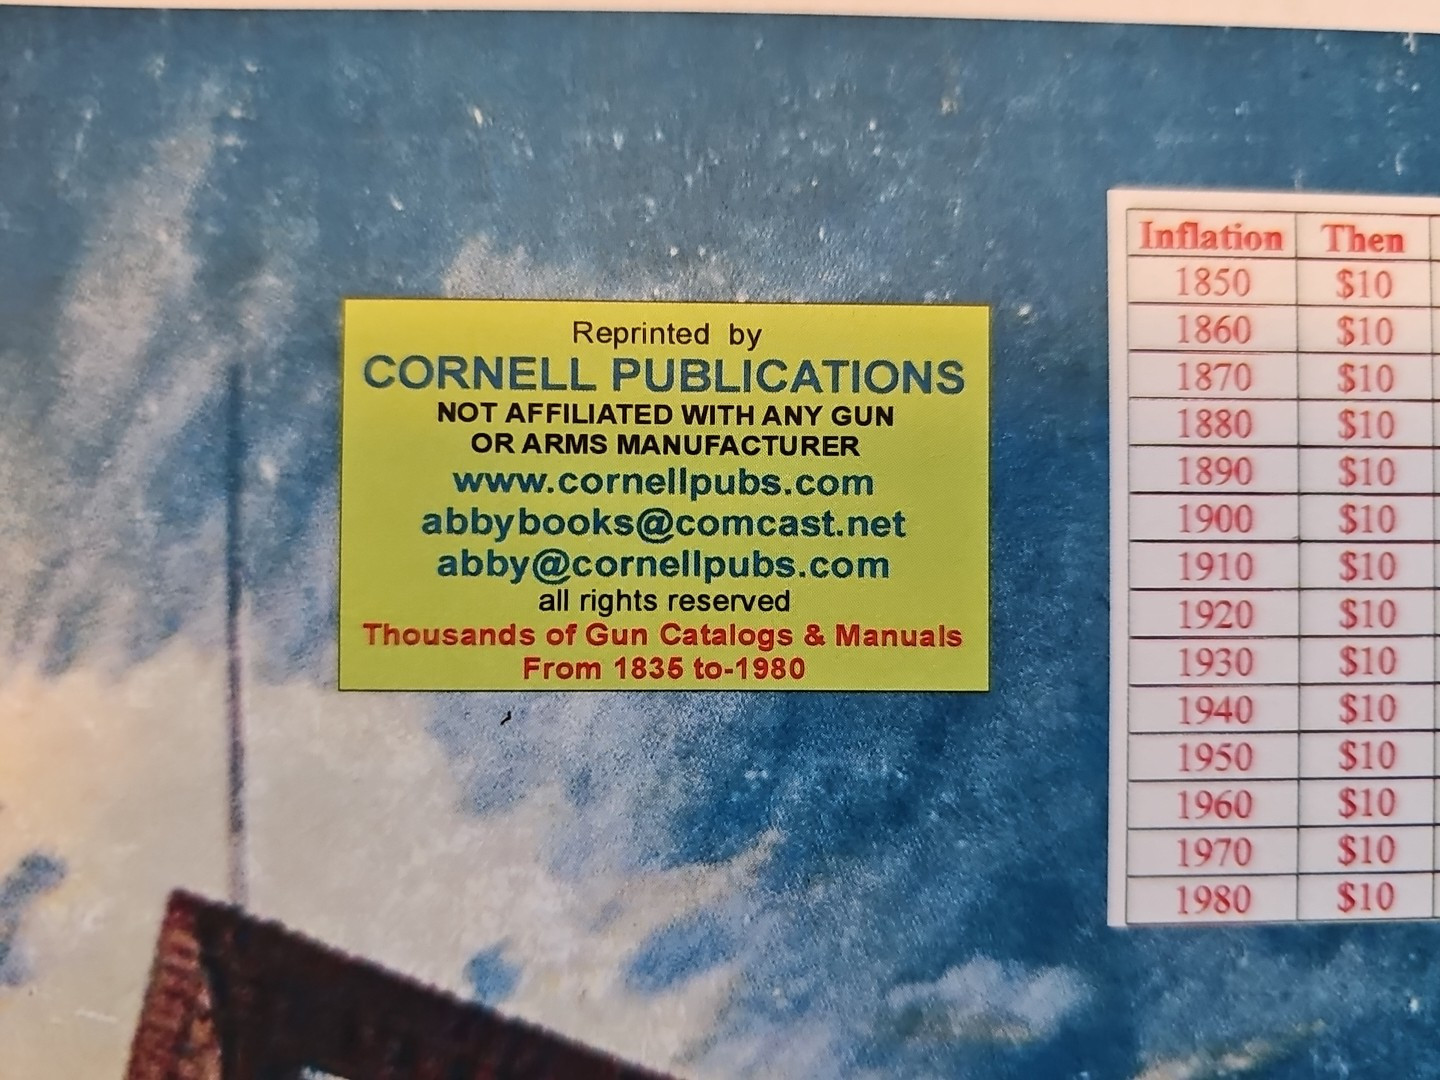 Reprinted by
CORNELL PUBLICATIONS
NOT AFFILIATED WITH ANY GUN
OR ARMS MANUFACTURER
www.cornellpubs.com
abbybooks@comcast.net
abby@cornellpubs.com
all rights reserved
Thousands of Gun Catalogs & Manuals
From 1835 to-1980
Inflation Then
1850 $10
1860 $10
1870 $10
1880 $10
1890 $10
1900 $10
1910 $10
1920 $10
1930 $10
1940 $10
1950 $10
1960 $10
1970 $10
1980 $10